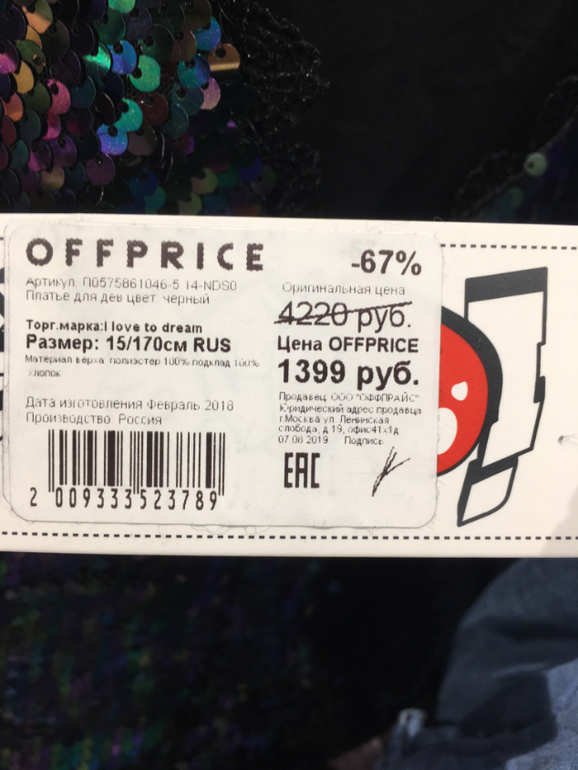 OFFPRICE
-67%
Артикул. П0575861046-5 14-NDS0
Платье для дев цвет: черный
Торг.марка:I love to dream
Размер: 15/170см RUS
Материал верха: полиэстер 100% подклад 100%
хлопок
Дата изготовления Февраль 2018
Производство: Россия
2 009333 523789
Оригинальная цена
4220 руб.
Цена OFFPRICE
1399 руб.
Продавец: ООО "ОФФПРАЙС"
Юридический адрес продавца
г.Москва ул. Ленинская
слобода, д 19, офис41х1д
07.06 2019 Подпись
ЕАС